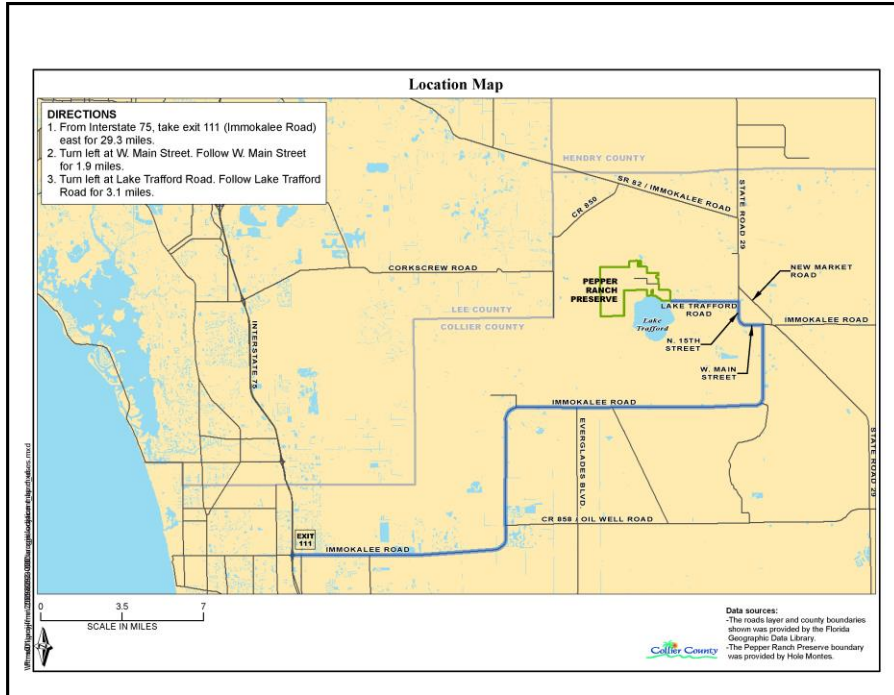 Location Map
DIRECTIONS
1. From Interstate 75, take exit 111 (Immokalee Road)
east for 29.3 miles.
2. Turn left at W. Main Street. Follow W. Main Street
for 1.9 miles.
3. Turn left at Lake Trafford Road. Follow Lake Trafford
Road for 3.1 miles.
HENDRY COUNTY
SR 82 / IMMOKALEE ROAD
STATE ROAD 29
CR 850
CORKSCREW ROAD
PEPPER
RANCH
PRESERVE
NEW MARKET
ROAD
LAKE TRAFFORD
ROAD
LEE COUNTY
COLLIER COUNTY
Lake
Trafford
IMMOKALEE ROAD
N. 15TH
STREET
W. MAIN
STREET
INTERSTATE 75
IMMOKALEE ROAD
EVERGLADES BLVD.
STATE ROAD 29
CR 858 / OIL WELL ROAD
EXIT
111
IMMOKALEE ROAD
0 3.5 7
SCALE IN MILES
Collier County
Data sources:
-The roads layer and county boundaries
shown was provided by the Florida
Geographic Data Library.
-The Pepper Ranch Preserve boundary
was provided by Hole Montes.